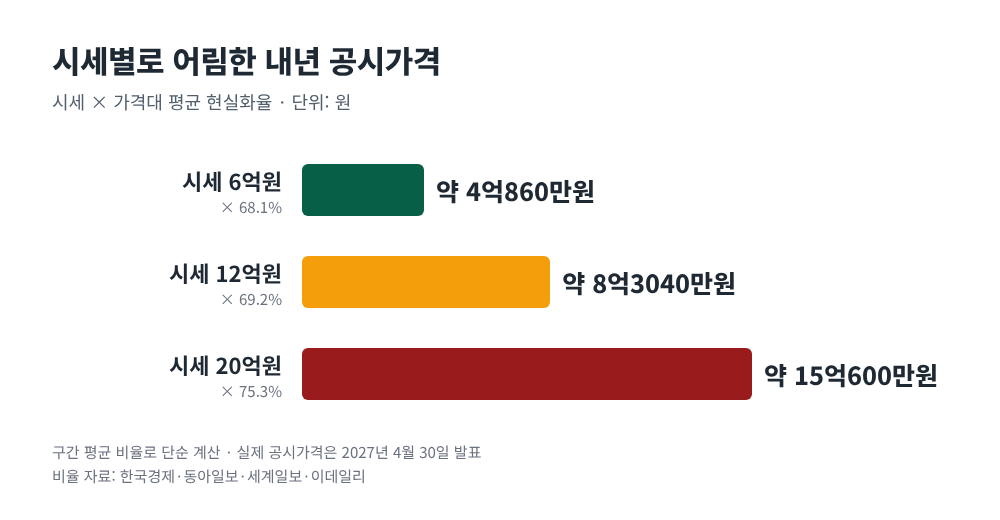 시세별로 어림한 내년 공시가격
시세 × 가격대 평균 현실화율 · 단위: 원
시세 6억원
× 68.1%
약 4억860만원
시세 12억원
× 69.2%
약 8억3040만원
시세 20억원
× 75.3%
약 15억600만원
구간 평균 비율로 단순 계산 · 실제 공시가격은 2027년 4월 30일 발표
비율 자료: 한국경제·동아일보·세계일보·이데일리